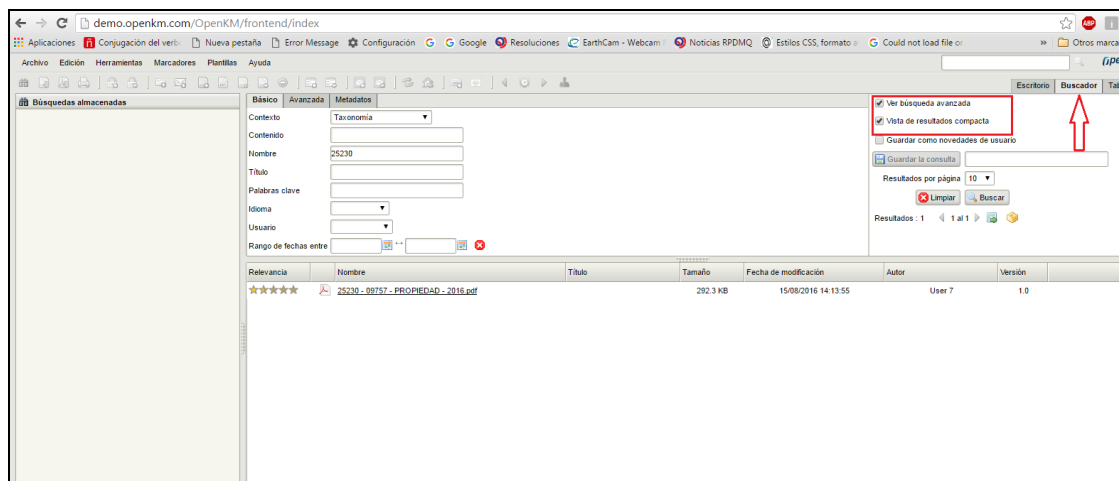 demo.openkm.com/OpenKM/frontend/index
ABP
Aplicaciones Conjugación del verb Nueva pestaña Error Message Configuración G G Google Resoluciones EarthCam - Webcam Noticias RPDMQ Estilos CSS, formato a G Could not load file or » Otros marca
Archivo Edición Herramientas Marcadores Plantillas Ayuda
Escritorio Buscador Tab
Búsquedas almacenadas
Básico Avanzada Metadatos
Contexto Taxonomía
Contenido
Nombre 25230
Título
Palabras clave
Idioma
Usuario
Rango de fechas entre
Ver búsqueda avanzada
Vista de resultados compacta
Guardar como novedades de usuario
Guardar la consulta
Resultados por página 10
Limpiar Buscar
Resultados : 1 1 al 1
Relevancia Nombre Título Tamaño Fecha de modificación Autor Versión
25230 - 09757 - PROPIEDAD - 2016.pdf 292.3 KB 15/08/2016 14:13:55 User 7 1.0